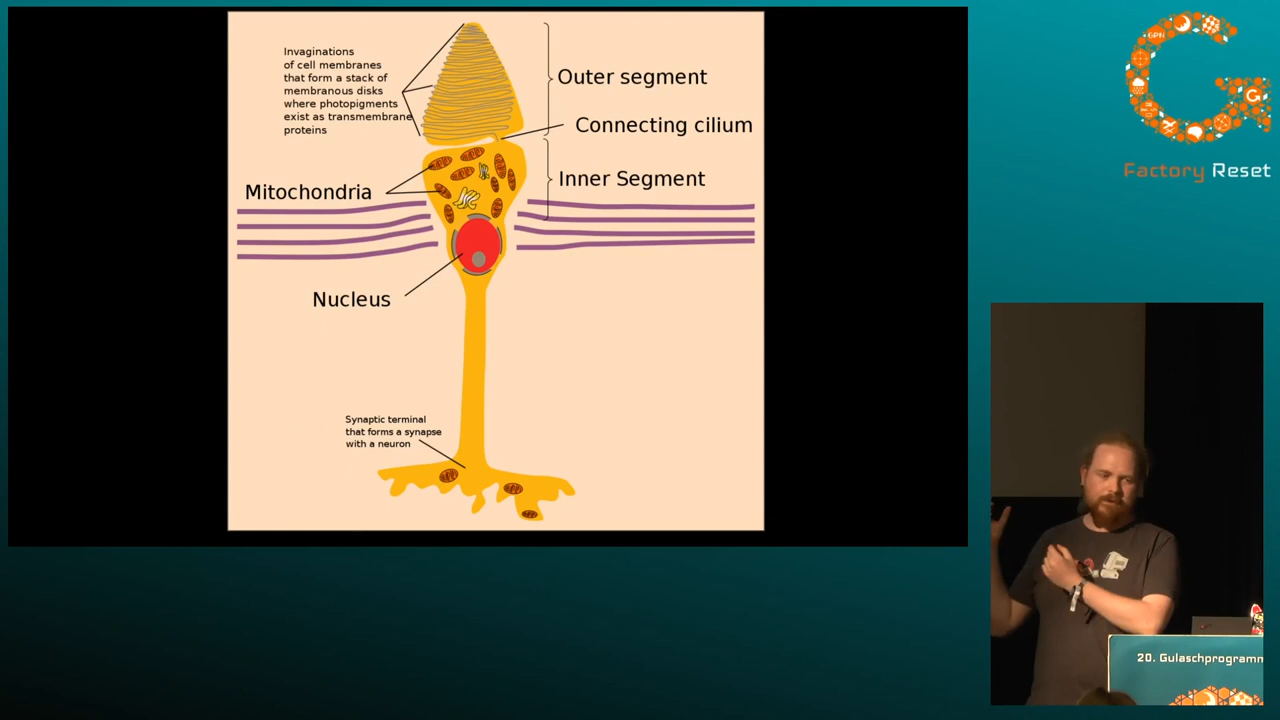 Invaginations
of cell membranes
that form a stack of
membranous disks
where photopigments
exist as transmembrane
proteins
Outer segment
Connecting cilium
Inner Segment
Mitochondria
Nucleus
Synaptic terminal
that forms a synapse
with a neuron
GPN
G
Factory Reset
20. Gulaschprogramm